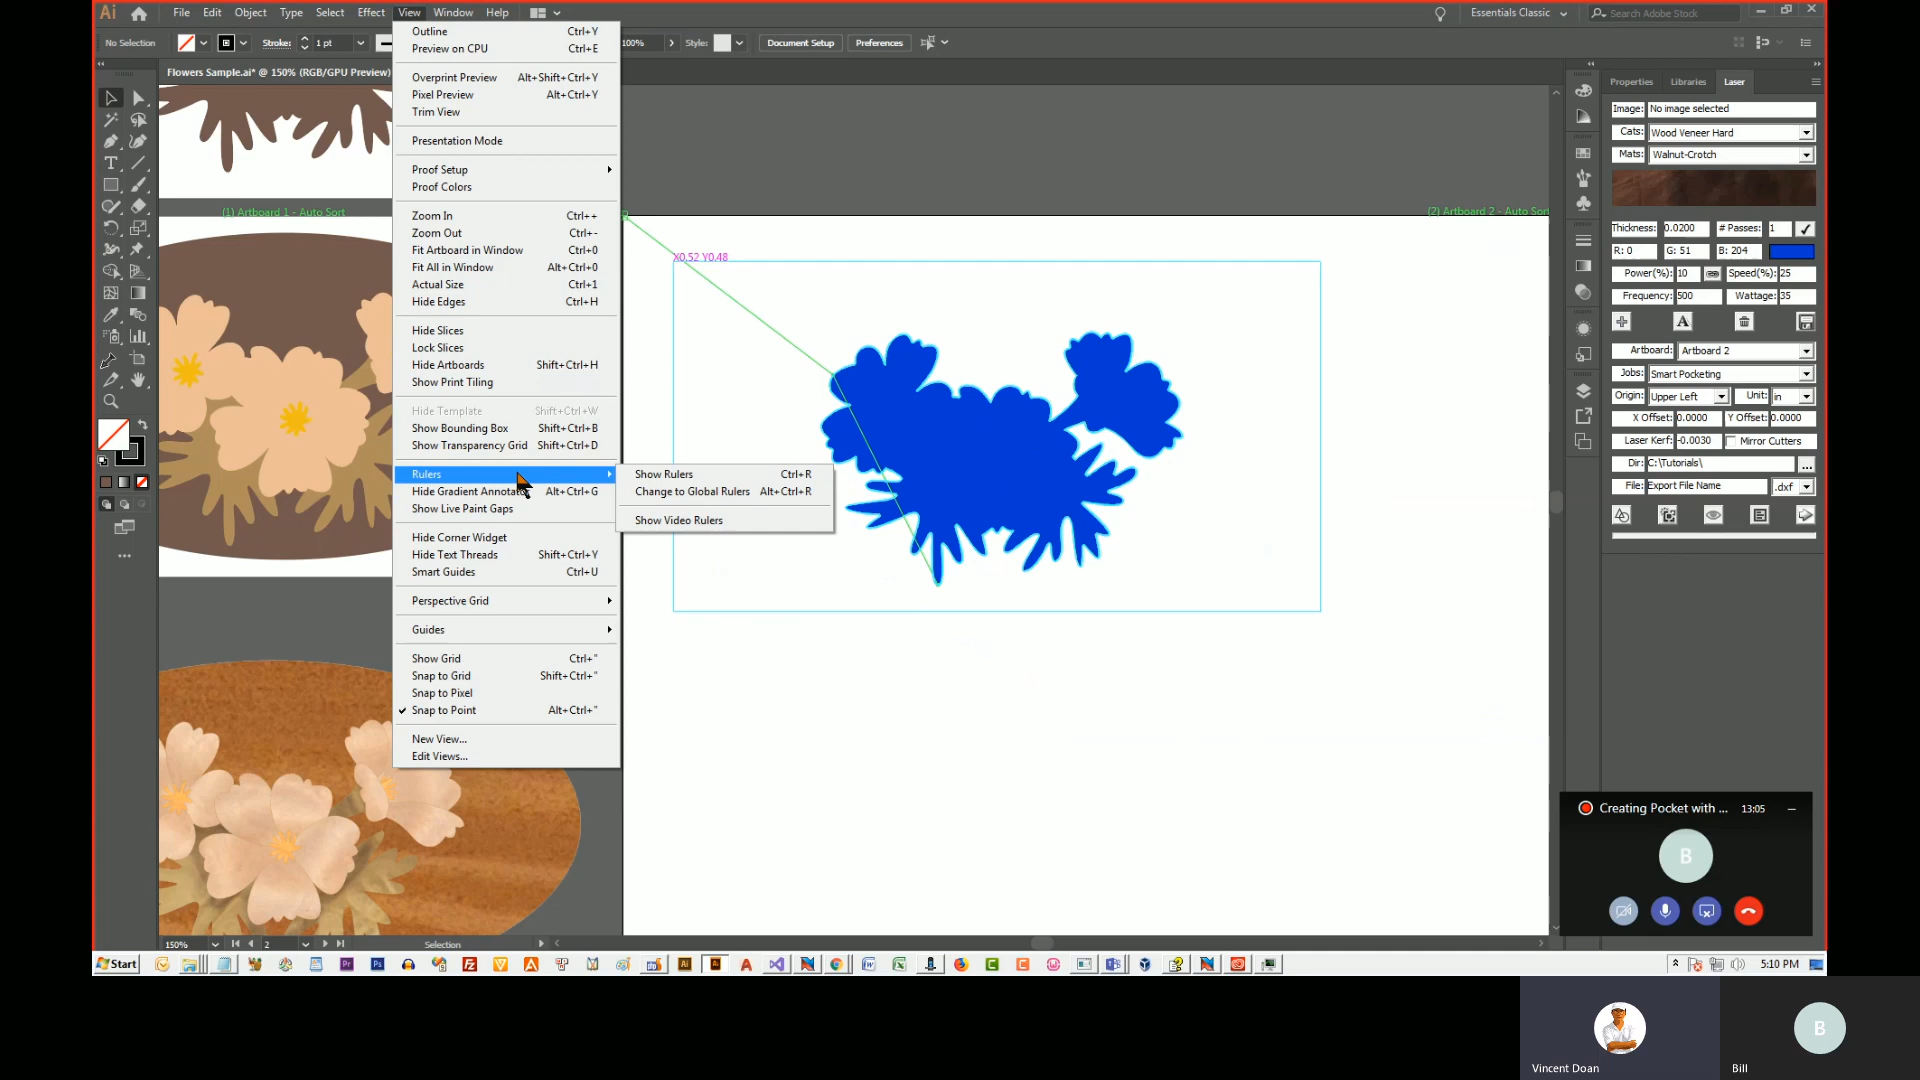 Ai File Edit Object Type Select Effect View Window Help Essentials Classic Search Adobe Stock
No Selection Stroke: 1 pt 100% Style: Document Setup Preferences
Flowers Sample.ai* @ 150% (RGB/GPU Preview)
Outline Ctrl+Y
Preview on CPU Ctrl+E
Overprint Preview Alt+Shift+Ctrl+Y
Pixel Preview Alt+Ctrl+Y
Trim View
Presentation Mode
Proof Setup
Proof Colors
Zoom In Ctrl++
Zoom Out Ctrl+-
Fit Artboard in Window Ctrl+0
Fit All in Window Alt+Ctrl+0
Actual Size Ctrl+1
Hide Edges Ctrl+H
Hide Slices
Lock Slices
Hide Artboards Shift+Ctrl+H
Show Print Tiling
Hide Template Shift+Ctrl+W
Show Bounding Box Shift+Ctrl+B
Show Transparency Grid Shift+Ctrl+D
Rulers
Hide Gradient Annotator Alt+Ctrl+G
Show Live Paint Gaps
Hide Corner Widget
Hide Text Threads Shift+Ctrl+Y
Smart Guides Ctrl+U
Perspective Grid
Guides
Show Grid Ctrl+"
Snap to Grid Shift+Ctrl+"
Snap to Pixel
Snap to Point Alt+Ctrl+"
New View...
Edit Views...
Show Rulers Ctrl+R
Change to Global Rulers Alt+Ctrl+R
Show Video Rulers
(1) Artboard 1 - Auto Sort
(2) Artboard 2 - Auto Sort
X0.52 Y0.48
Properties Libraries Laser
Image: No image selected
Cats: Wood Veneer Hard
Mats: Walnut-Crotch
Thickness: 0.0200 # Passes: 1
R: 0 G: 51 B: 204
Power(%): 10 Speed(%): 25
Frequency: 500 Wattage: 35
A
Artboard: Artboard 2
Jobs: Smart Pocketing
Origin: Upper Left Unit: in
X Offset: 0.0000 Y Offset: 0.0000
Laser Kerf: -0.0030 Mirror Cutters
Dir: C:\Tutorials\ ...
File: Export File Name .dxf
Creating Pocket with ... 13:05
B
150% 2 Selection
Start 5:10 PM
B
Vincent Doan Bill